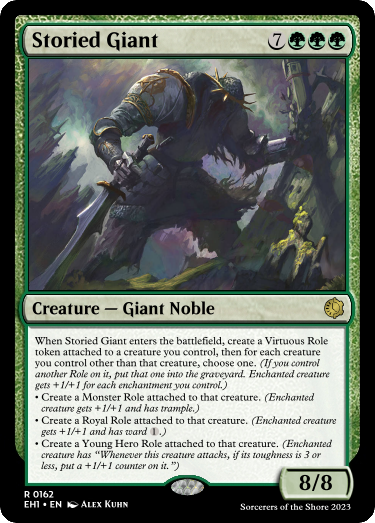 Storied Giant 7
Creature — Giant Noble
When Storied Giant enters the battlefield, create a Virtuous Role
token attached to a creature you control, then for each creature
you control other than that creature, choose one. (If you control
another Role on it, put that one into the graveyard. Enchanted creature
gets +1/+1 for each enchantment you control.)
• Create a Monster Role attached to that creature. (Enchanted
creature gets +1/+1 and has trample.)
• Create a Royal Role attached to that creature. (Enchanted creature
gets +1/+1 and has ward 1.)
• Create a Young Hero Role attached to that creature. (Enchanted
creature has “Whenever this creature attacks, if its toughness is 3 or
less, put a +1/+1 counter on it.”)
8/8
R 0162
EH1 • EN Alex Kuhn
Sorcerers of the Shore 2023